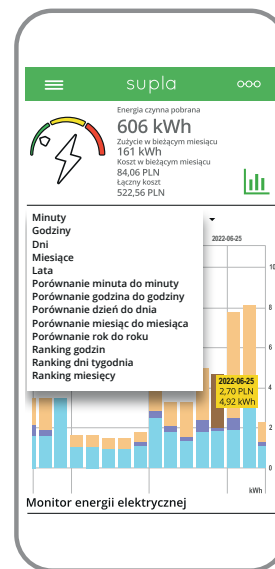 supla
Energia czynna pobrana
606 kWh
Zużycie w bieżącym miesiącu
161 kWh
Koszt w bieżącym miesiącu
84,06 PLN
Łączny koszt
522,56 PLN
Minuty
Godziny
Dni
Miesiące
Lata
Porównanie minuta do minuty
Porównanie godzina do godziny
Porównanie dzień do dnia
Porównanie miesiąc do miesiąca
Porównanie rok do roku
Ranking godzin
Ranking dni tygodnia
Ranking miesięcy
2022-06-25
10
8
6
4
2
0
2022-06-25
2,70 PLN
4,92 kWh
kWh
Monitor energii elektrycznej